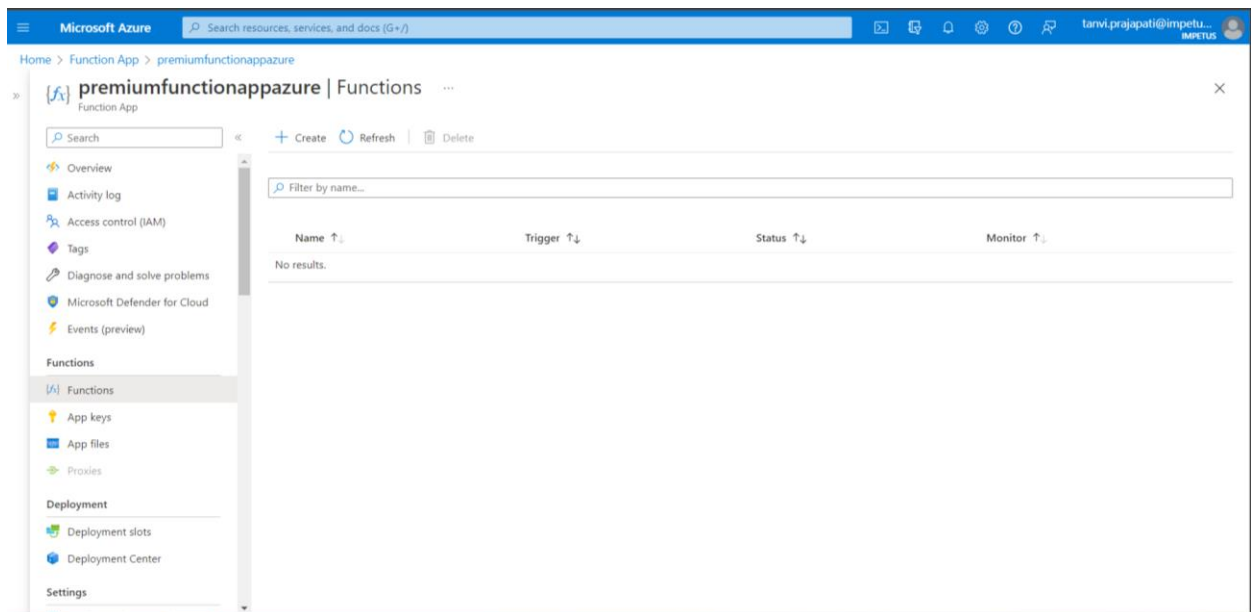 Microsoft Azure
Search resources, services, and docs (G+/)
tanvi.prajapati@impetu...
IMPETUS
Home > Function App > premiumfunctionappazure
premiumfunctionappazure | Functions ...
Function App
Search
+ Create Refresh Delete
Overview
Activity log
Access control (IAM)
Tags
Diagnose and solve problems
Microsoft Defender for Cloud
Events (preview)
Functions
Functions
App keys
App files
Proxies
Deployment
Deployment slots
Deployment Center
Settings
Filter by name...
Name Trigger Status Monitor
No results.